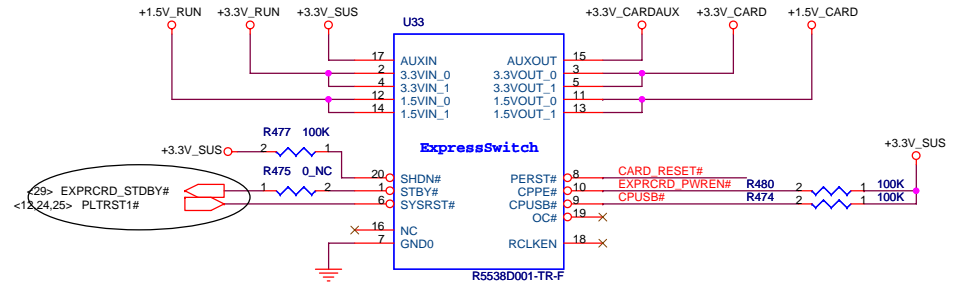 +1.5V_RUN +3.3V_RUN +3.3V_SUS U33 +3.3V_CARDAUX +3.3V_CARD +1.5V_CARD
17 AUXIN AUXOUT 15
2 3.3VIN_0 3.3VOUT_0 3
4 3.3VIN_1 3.3VOUT_1 5
12 1.5VIN_0 1.5VOUT_0 11
14 1.5VIN_1 1.5VOUT_1 13
R477 100K
+3.3V_SUS 2 1 ExpressSwitch +3.3V_SUS
R475 0_NC 20 SHDN# PERST# 8 CARD_RESET#
<29> EXPRCRD_STDBY# 1 2 1 STBY# CPPE# 10 EXPRCRD_PWREN# R480 2 1 100K
<12,24,25> PLTRST1# 6 SYSRST# CPUSB# 9 CPUSB# R474 2 1 100K
OC# 19
16 NC
7 GND0 RCLKEN 18
R5538D001-TR-F